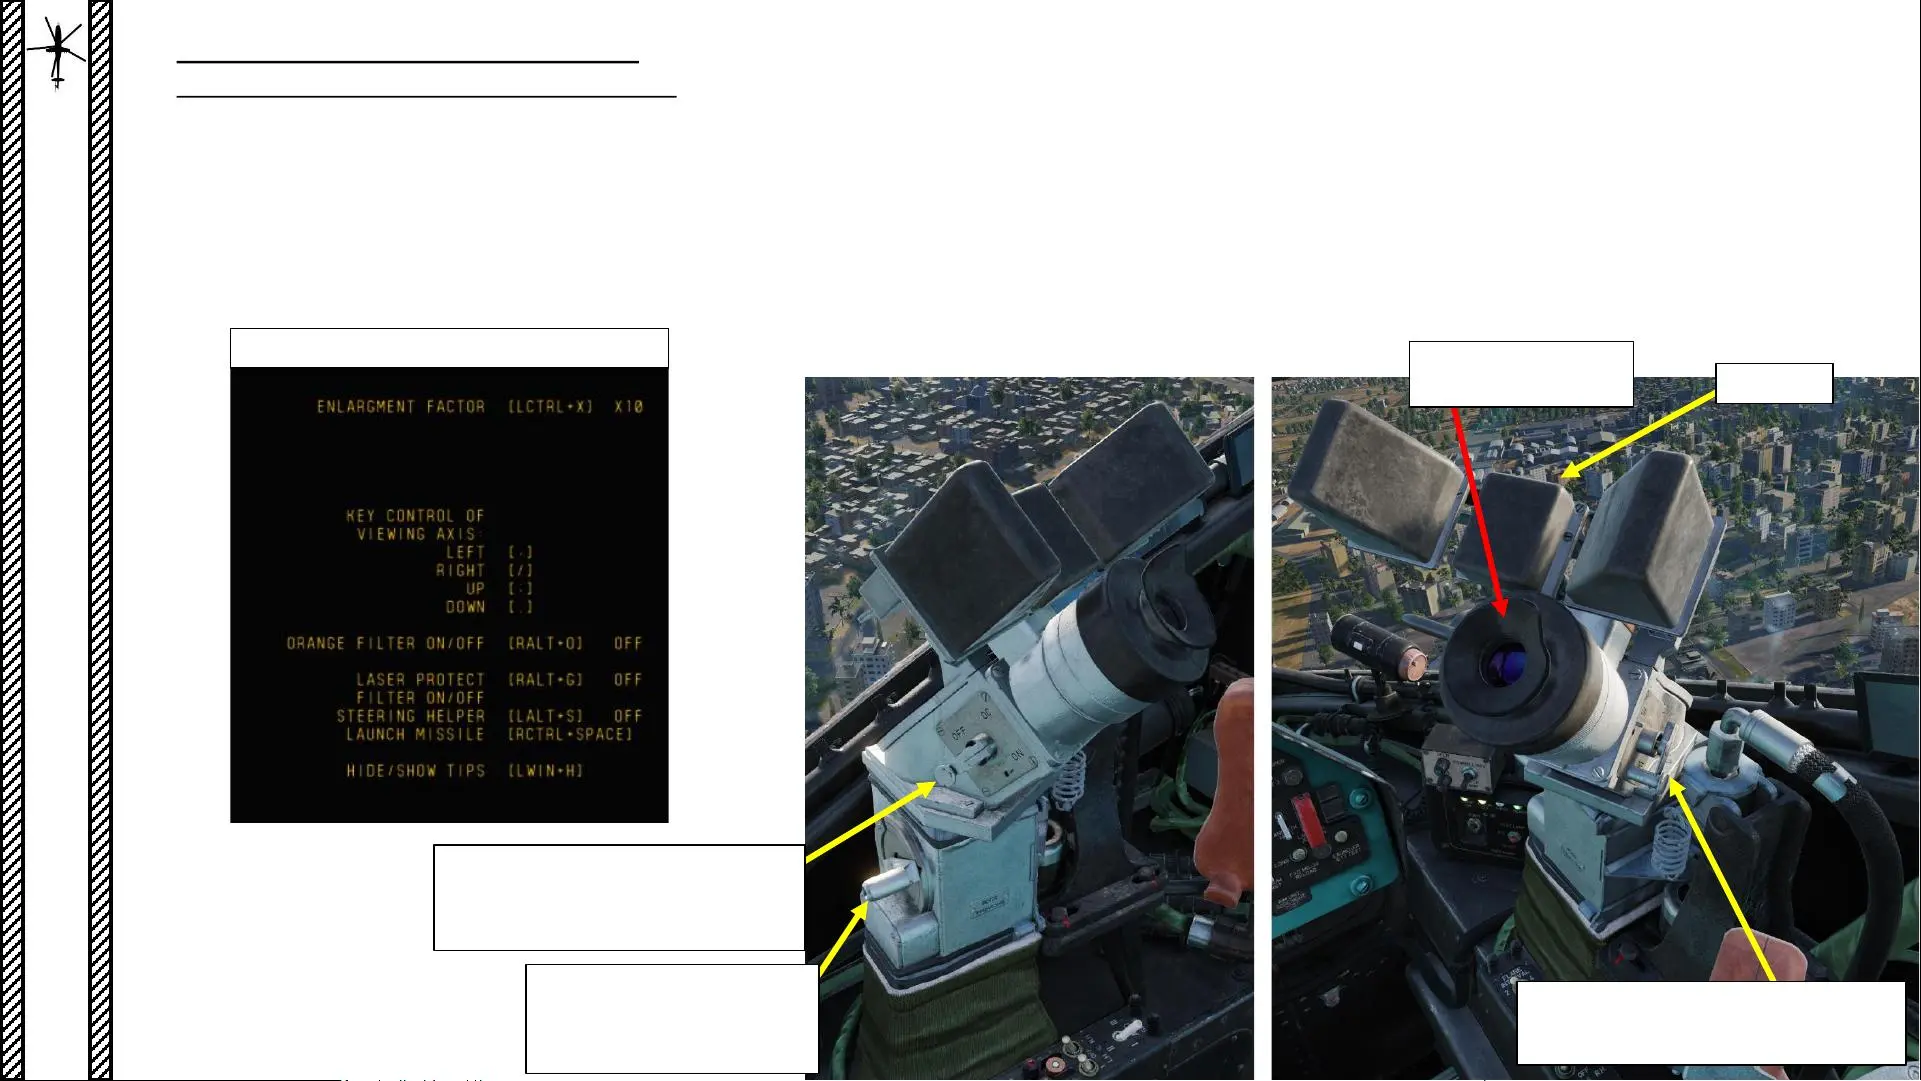 ENLARGMENT FACTOR [LCTRL+X] X10
KEY CONTROL OF
VIEWING AXIS:
LEFT [,]
RIGHT [/]
UP [;]
DOWN [.]
ORANGE FILTER ON/OFF [RALT+O] OFF
LASER PROTECT [RALT+G] OFF
FILTER ON/OFF
STEERING HELPER [LALT+S] OFF
LAUNCH MISSILE [RCTRL+SPACE]
HIDE/SHOW TIPS [LWIN+H]
OFF
ОС
ON